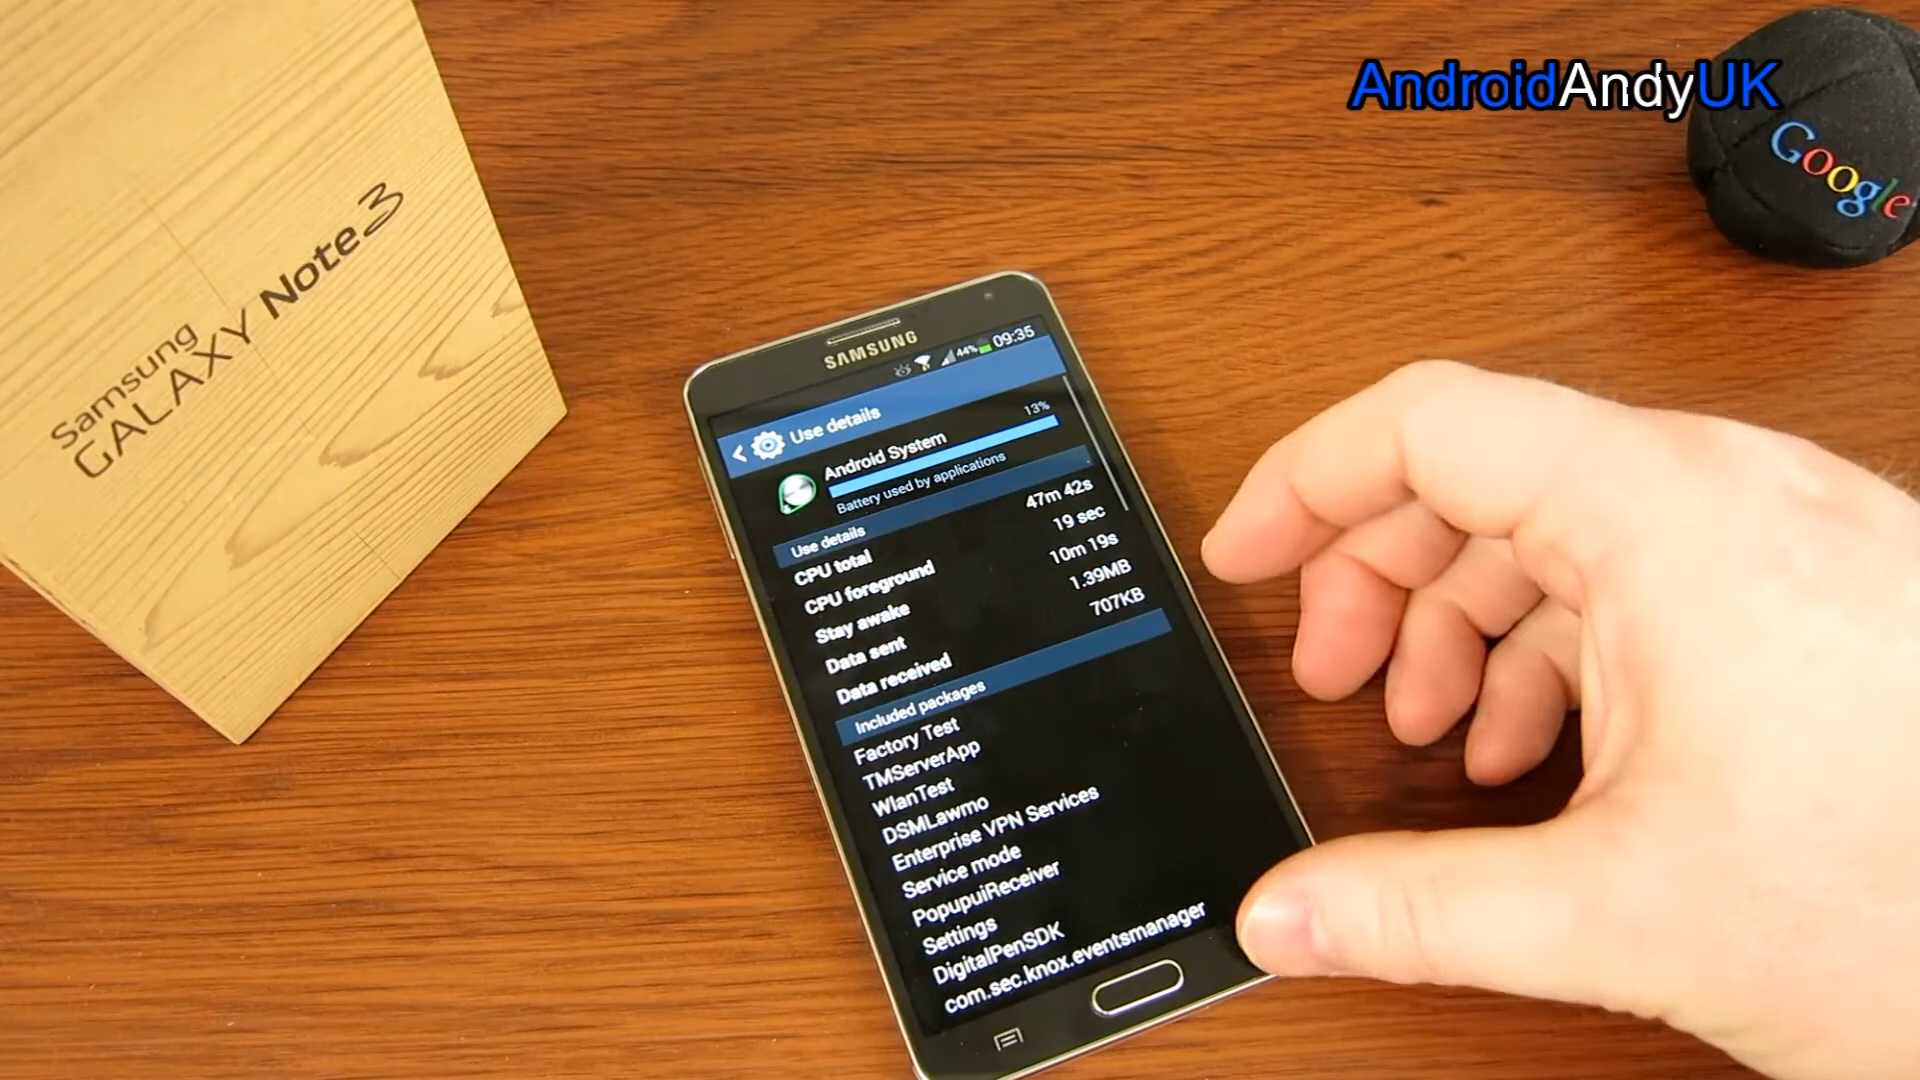 AndroidAndyUK
Google
Samsung
GALAXY Note 3
SAMSUNG
44% 09:35
Use details
Android System 13%
Battery used by applications
Use details
CPU total 47m 42s
CPU foreground 19 sec
Stay awake 10m 19s
Data sent 1.39MB
Data received 707KB
Included packages
Factory Test
TMServerApp
WlanTest
DSMLawmo
Enterprise VPN Services
Service mode
PopupuiReceiver
Settings
DigitalPenSDK
com.sec.knox.eventsmanager